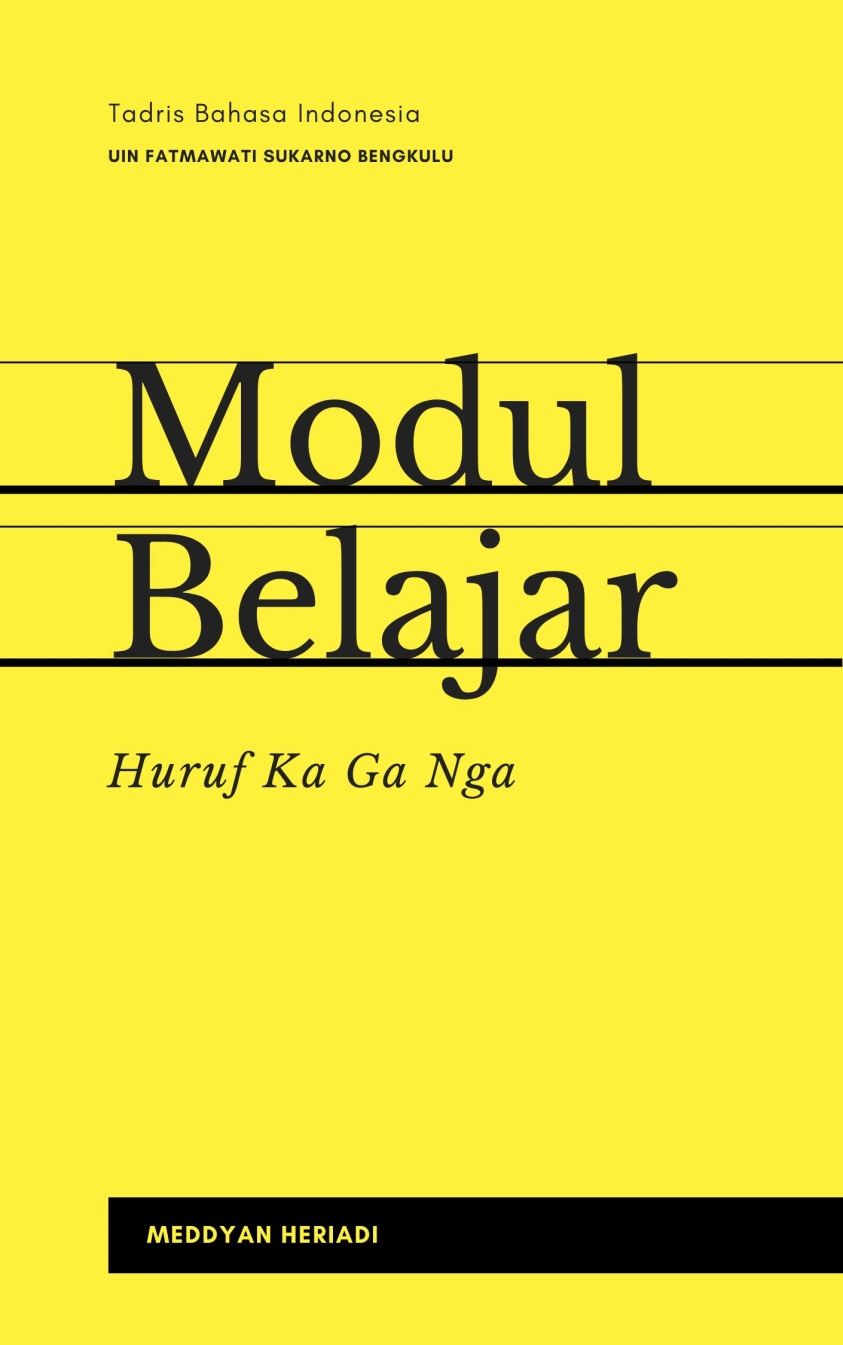 Tadris Bahasa Indonesia
UIN FATMAWATI SUKARNO BENGKULU
Modul
Belajar
Huruf Ka Ga Nga
MEDDYAN HERIADI